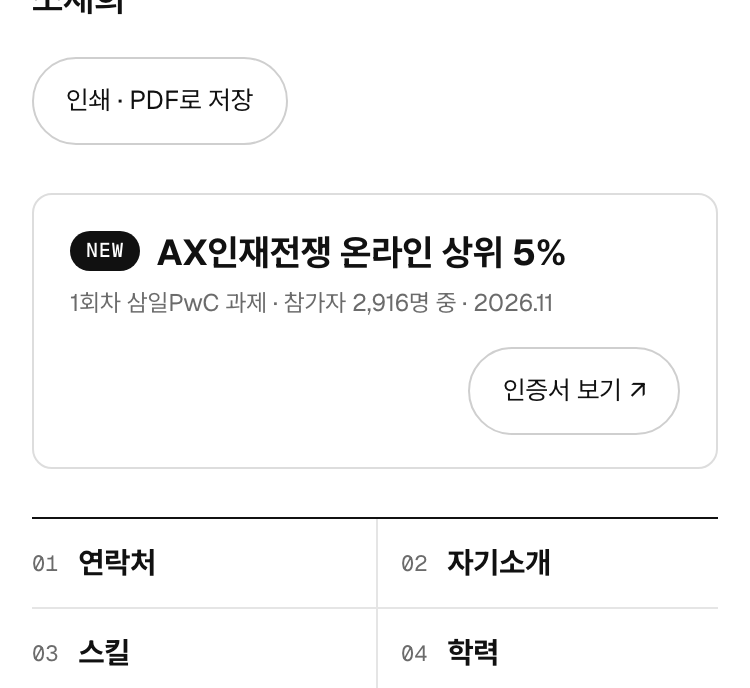 인쇄 · PDF로 저장
NEW AX인재전쟁 온라인 상위 5%
1회차 삼일PwC 과제 · 참가자 2,916명 중 · 2026.11
인증서 보기 ↗
01 연락처
02 자기소개
03 스킬
04 학력